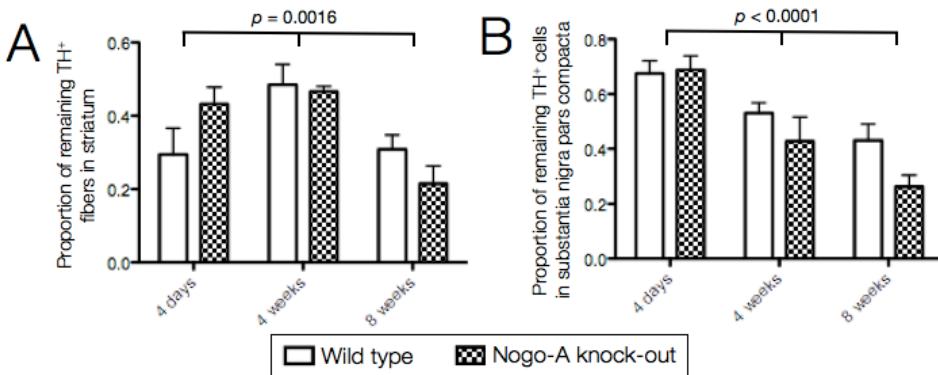 A
p = 0.0016
Proportion of remaining TH⁺
fibers in striatum
0.6
0.4
0.2
0.0
4 days
4 weeks
8 weeks
B
p < 0.0001
Proportion of remaining TH⁺ cells
in substantia nigra pars compacta
0.8
0.6
0.4
0.2
0.0
4 days
4 weeks
8 weeks
Wild type
Nogo-A knock-out